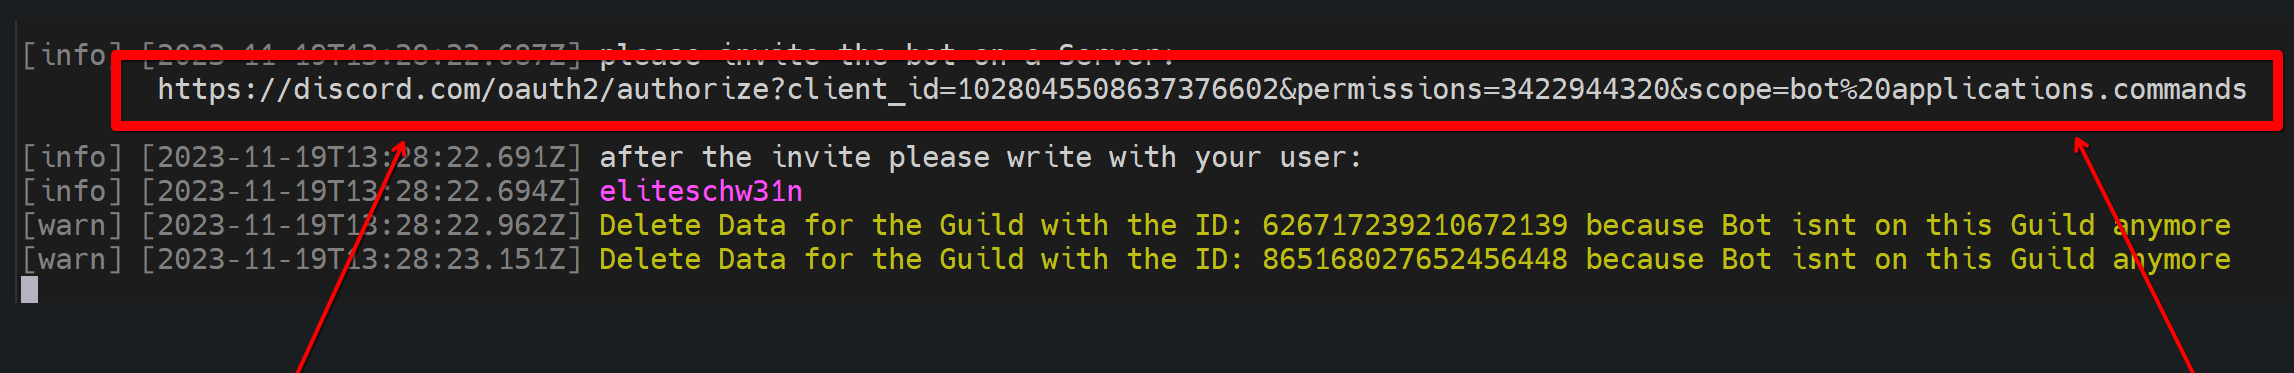 [info] [2023-11-19T13:28:22.687Z] please invite the bot on a Server:
https://discord.com/oauth2/authorize?client_id=1028045508637376602&permissions=3422944320&scope=bot%20applications.commands
[info] [2023-11-19T13:28:22.691Z] after the invite please write with your user:
[info] [2023-11-19T13:28:22.694Z] eliteschw31n
[warn] [2023-11-19T13:28:22.962Z] Delete Data for the Guild with the ID: 626717239210672139 because Bot isnt on this Guild anymore
[warn] [2023-11-19T13:28:23.151Z] Delete Data for the Guild with the ID: 865168027652456448 because Bot isnt on this Guild anymore